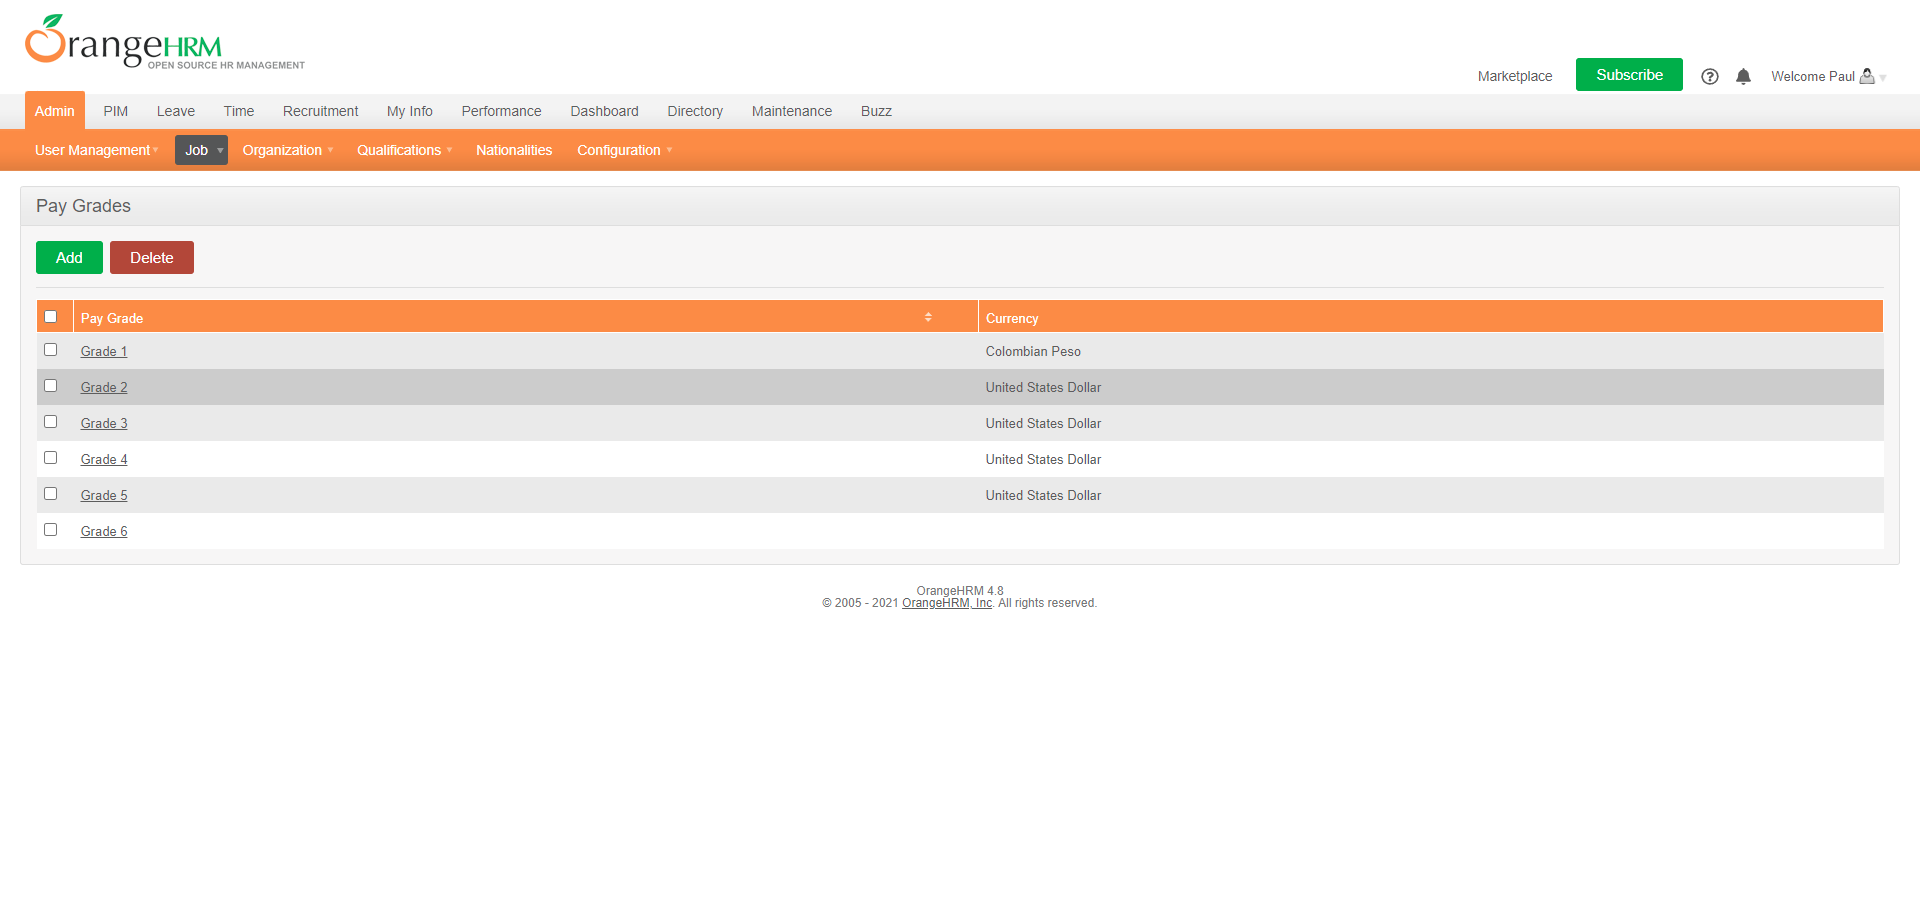 OrangeHRM
OPEN SOURCE HR MANAGEMENT
Marketplace Subscribe Welcome Paul
Admin PIM Leave Time Recruitment My Info Performance Dashboard Directory Maintenance Buzz
User Management Job Organization Qualifications Nationalities Configuration
Pay Grades
Add Delete
Pay Grade Currency
Grade 1 Colombian Peso
Grade 2 United States Dollar
Grade 3 United States Dollar
Grade 4 United States Dollar
Grade 5 United States Dollar
Grade 6
OrangeHRM 4.8
© 2005 - 2021 OrangeHRM, Inc. All rights reserved.